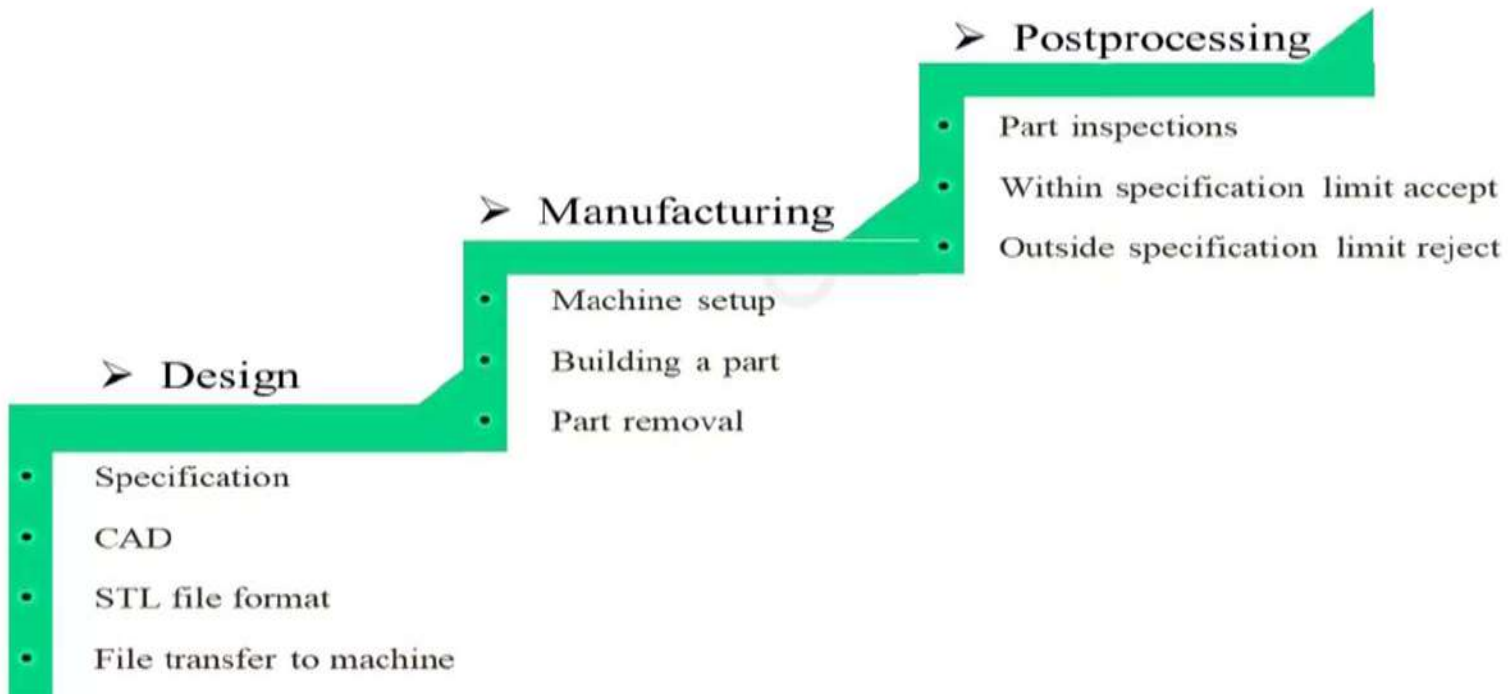 ➢ Postprocessing
• Part inspections
• Within specification limit accept
• Outside specification limit reject
➢ Manufacturing
• Machine setup
• Building a part
• Part removal
➢ Design
• Specification
• CAD
• STL file format
• File transfer to machine